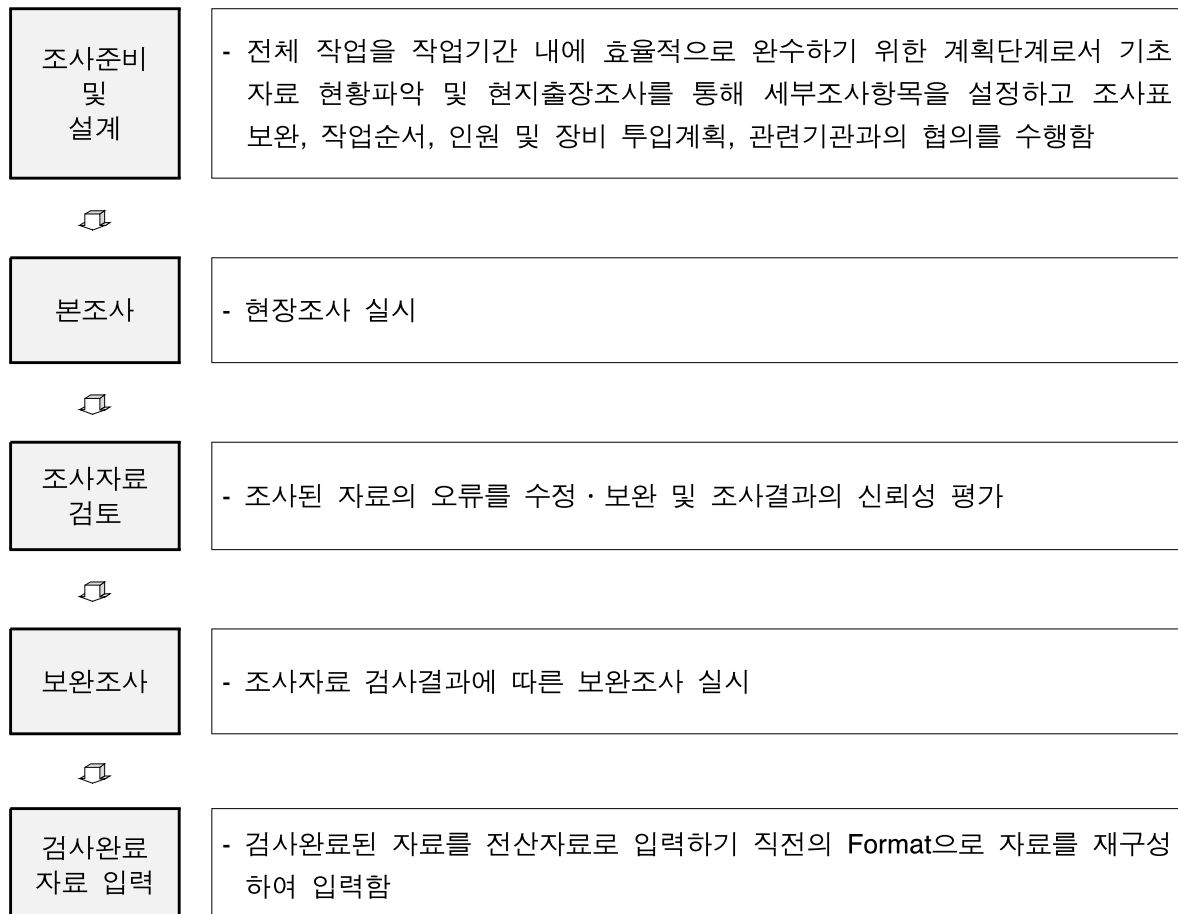 조사준비
및
설계
- 전체 작업을 작업기간 내에 효율적으로 완수하기 위한 계획단계로서 기초
자료 현황파악 및 현지출장조사를 통해 세부조사항목을 설정하고 조사표
보완, 작업순서, 인원 및 장비 투입계획, 관련기관과의 협의를 수행함
본조사
- 현장조사 실시
조사자료
검토
- 조사된 자료의 오류를 수정·보완 및 조사결과의 신뢰성 평가
보완조사
- 조사자료 검사결과에 따른 보완조사 실시
검사완료
자료 입력
- 검사완료된 자료를 전산자료로 입력하기 직전의 Format으로 자료를 재구성
하여 입력함